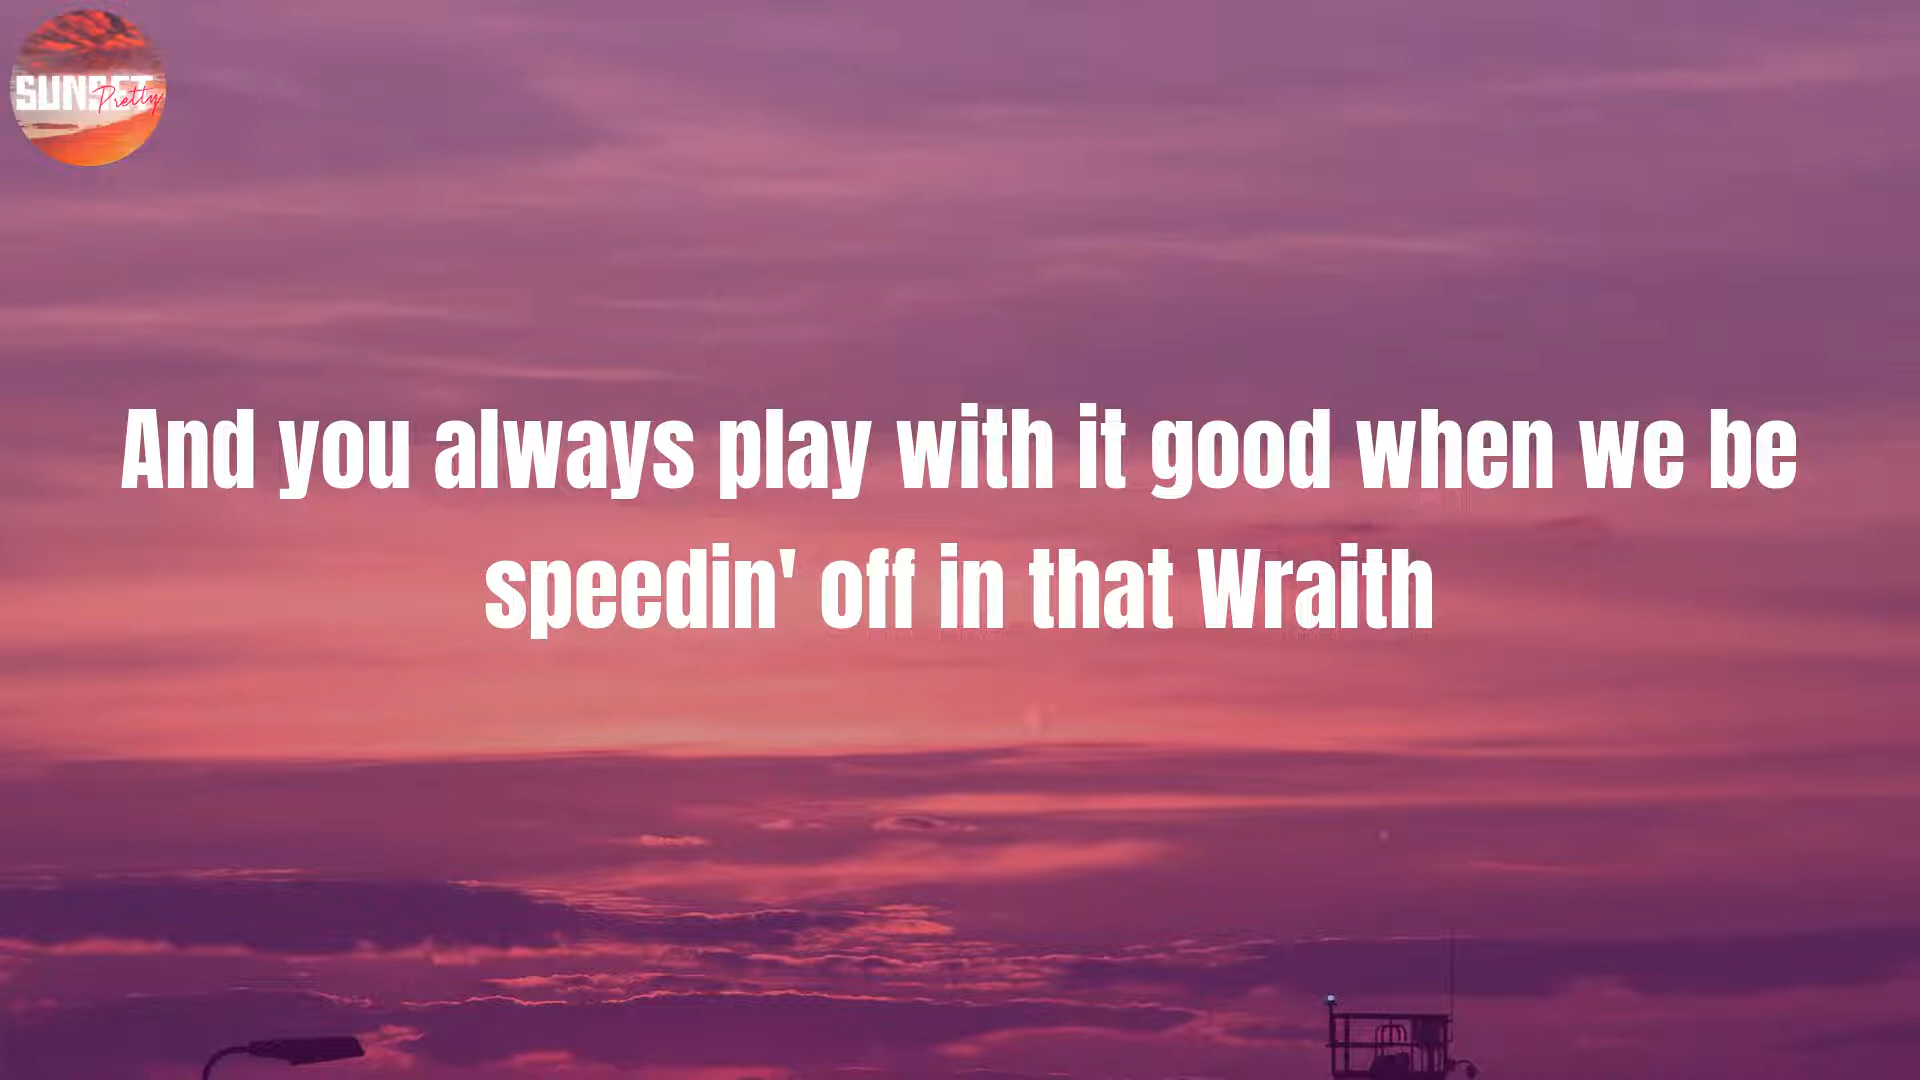 SUNSET
Pretty
And you always play with it good when we be
speedin' off in that Wraith